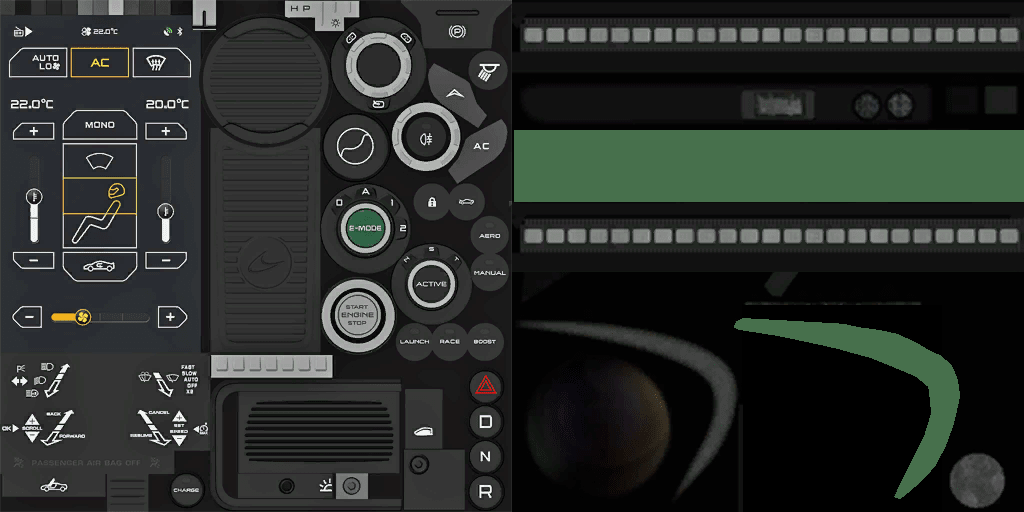 HP
22.0°C
AUTO
LO
AC
22.0°C
20.0°C
MONO
AC
A
0
1
E-MODE
2
AERO
MANUAL
N
S
T
ACTIVE
START
ENGINE
STOP
LAUNCH
RACE
BOOST
FAST
SLOW
AUTO
OFF
X2
BACK
OK
SCROLL
FORWARD
CANCEL
SET
SPEED
RESUME
PASSENGER AIR BAG OFF
CHARGE
D
N
R